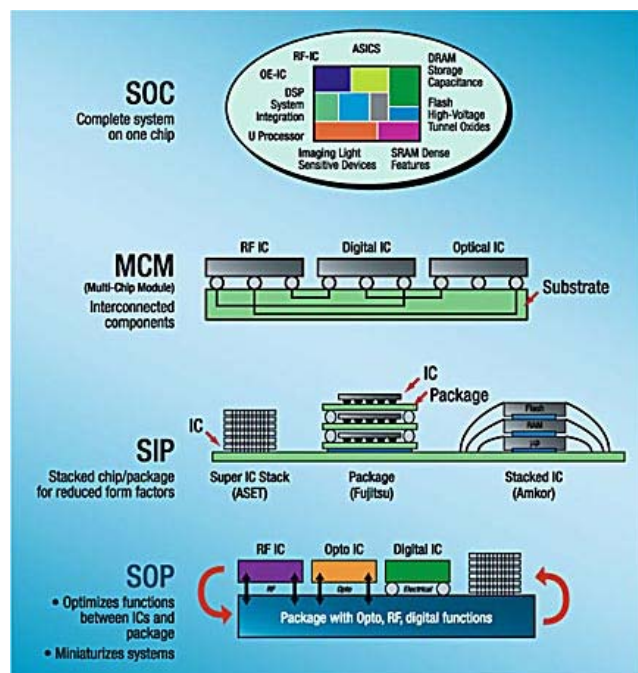 SOC
Complete system
on one chip
RF-IC
ASICS
DRAM
Storage
Capacitance
OE-IC
DSP
System
Integration
Flash
High-Voltage
Tunnel Oxides
U Processor
Imaging Light
Sensitive Devices
SRAM Dense
Features
MCM
(Multi-Chip Module)
Interconnected
components
RF IC
Digital IC
Optical IC
Substrate
SIP
Stacked chip/package
for reduced form factors
IC
IC
Package
Flash
RAM
μP
Super IC Stack
(ASET)
Package
(Fujitsu)
Stacked IC
(Amkor)
SOP
• Optimizes functions
between ICs and
package
• Miniaturizes systems
RF IC
Opto IC
Digital IC
RF
Opto
Electrical
Package with Opto, RF, digital functions